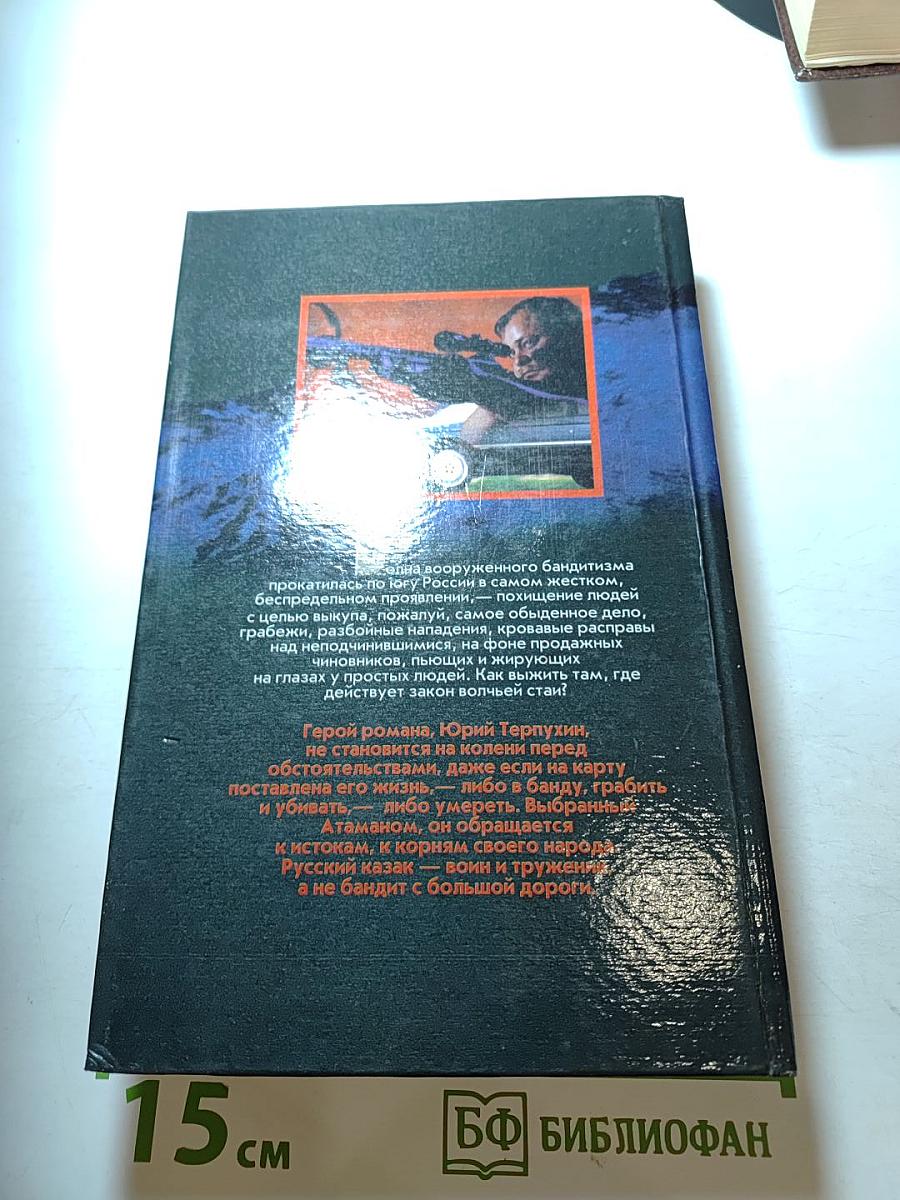 вооруженного бандитизма
прокатилась по югу России в самом жестком,
беспредельном проявлении,— похищение людей
с целью выкупа, пожалуй, самое обыденное дело,
грабежи, разбойные нападения, кровавые расправы
над неподчинившимися, на фоне продажных
чиновников, пьющих и жирующих
на глазах у простых людей. Как выжить там, где
действует закон волчьей стаи?
Герой романа, Юрий Терпухин,
не становится на колени перед
обстоятельствами, даже если на карту
поставлена его жизнь,— либо в банду, грабить
и убивать,— либо умереть. Выбранный
Атаманом, он обращается
к истокам, к корням своего народа.
Русский казак — воин и труженик,
а не бандит с большой дороги.
15 см
БФ БИБЛИОФАН